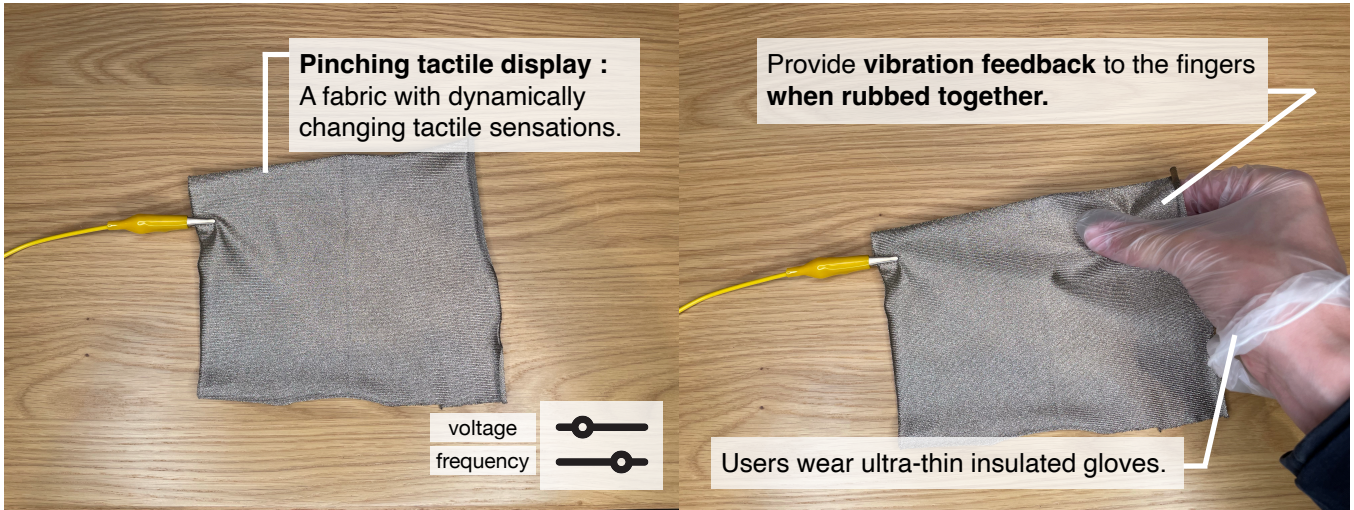 Pinching tactile display :
A fabric with dynamically
changing tactile sensations.
voltage
frequency
Provide vibration feedback to the fingers
when rubbed together.
Users wear ultra-thin insulated gloves.